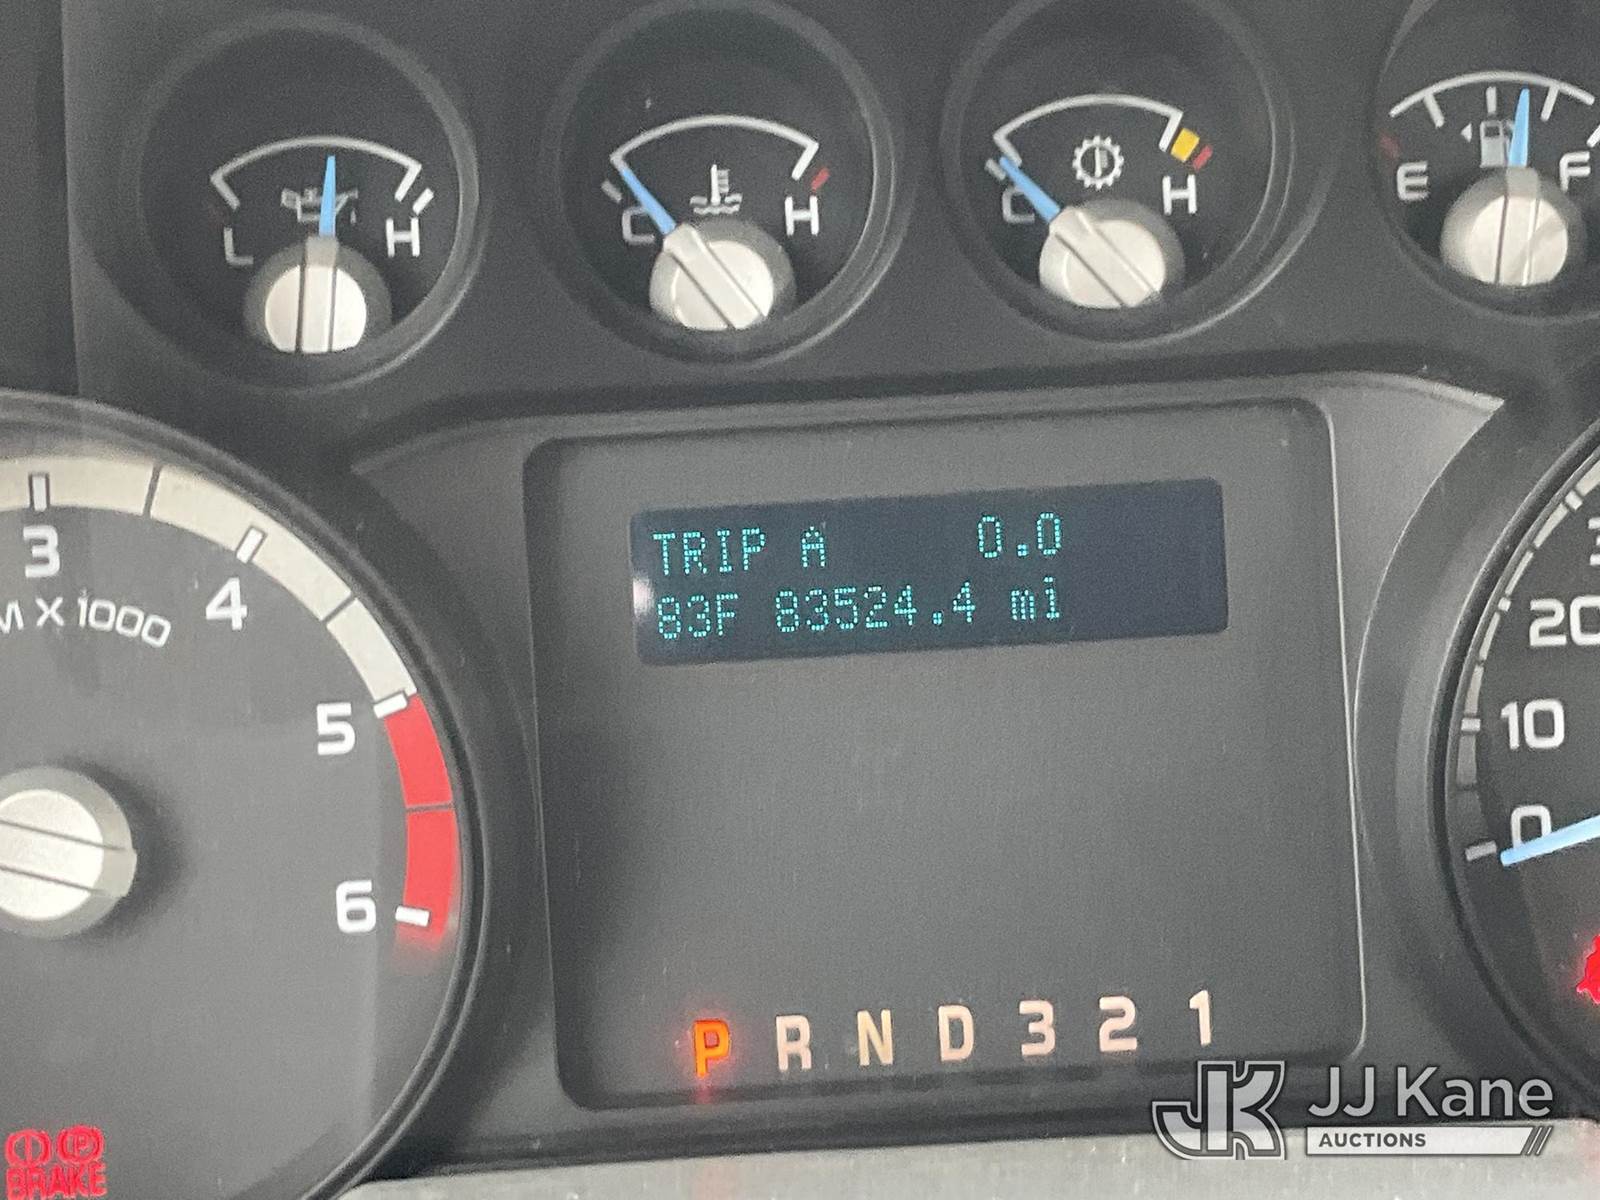 L H
C H
C H
E F
TRIP A 0.0
83F 83524.4 mi
3
4
5
6
M X 1000
20
10
0
P R N D 3 2 1
BRAKE
JK JJ Kane
AUCTIONS